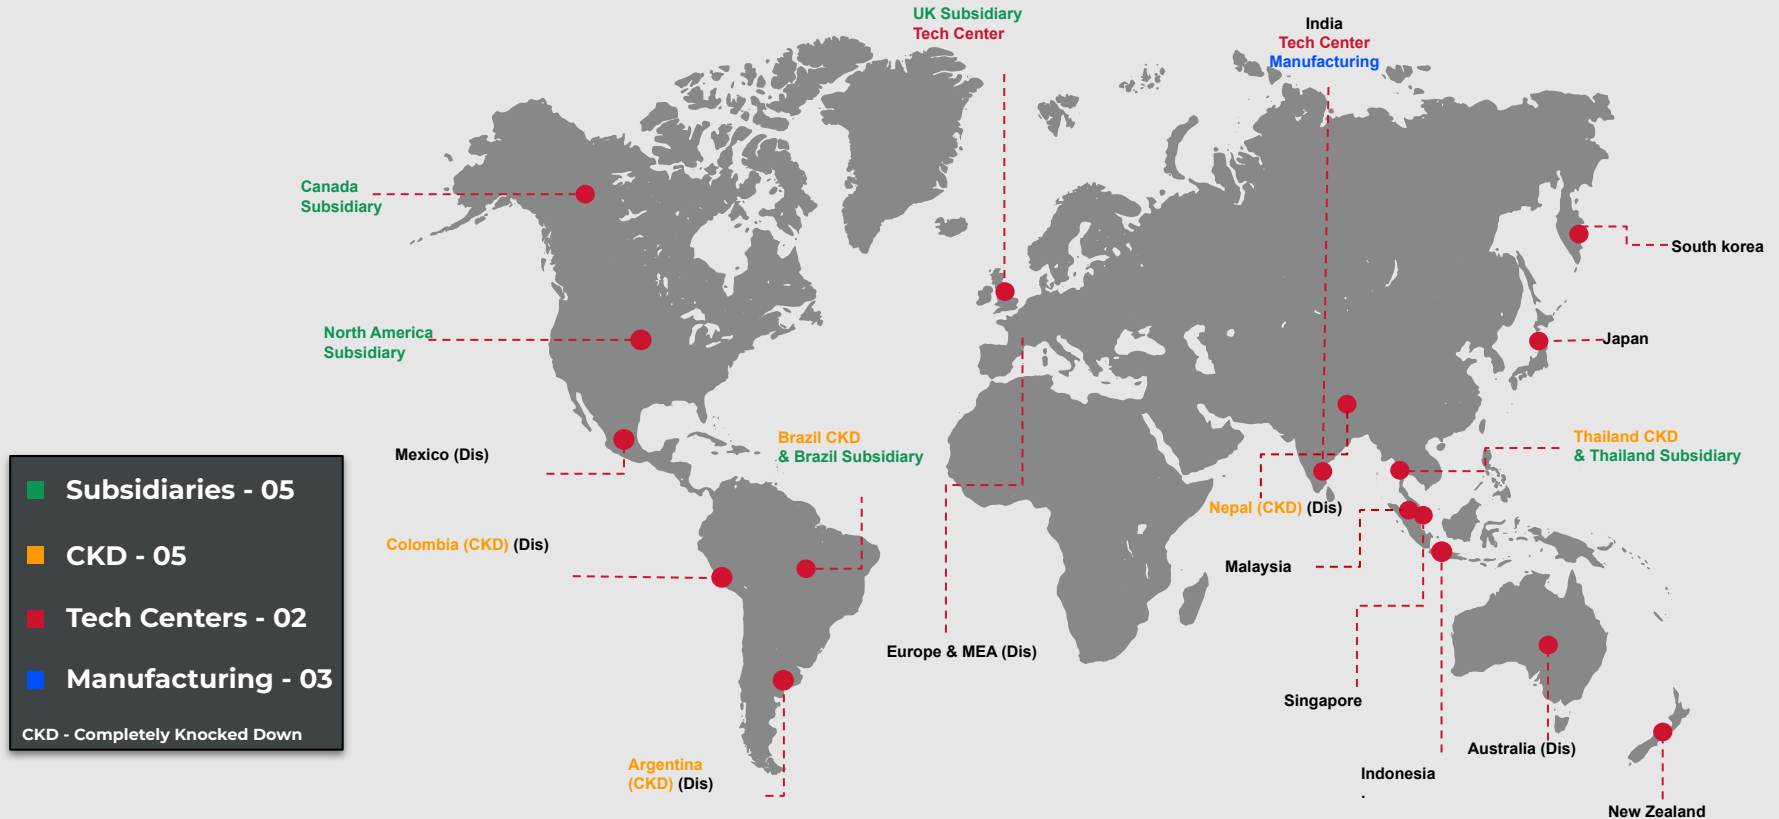 UK Subsidiary
Tech Center
India
Tech Center
Manufacturing
Canada
Subsidiary
South korea
North America
Subsidiary
Japan
Mexico (Dis)
Brazil CKD
& Brazil Subsidiary
Thailand CKD
& Thailand Subsidiary
Nepal (CKD) (Dis)
Colombia (CKD) (Dis)
Malaysia
Europe & MEA (Dis)
Singapore
Australia (Dis)
Indonesia
.
Argentina
(CKD) (Dis)
New Zealand
Subsidiaries - 05
CKD - 05
Tech Centers - 02
Manufacturing - 03
CKD - Completely Knocked Down